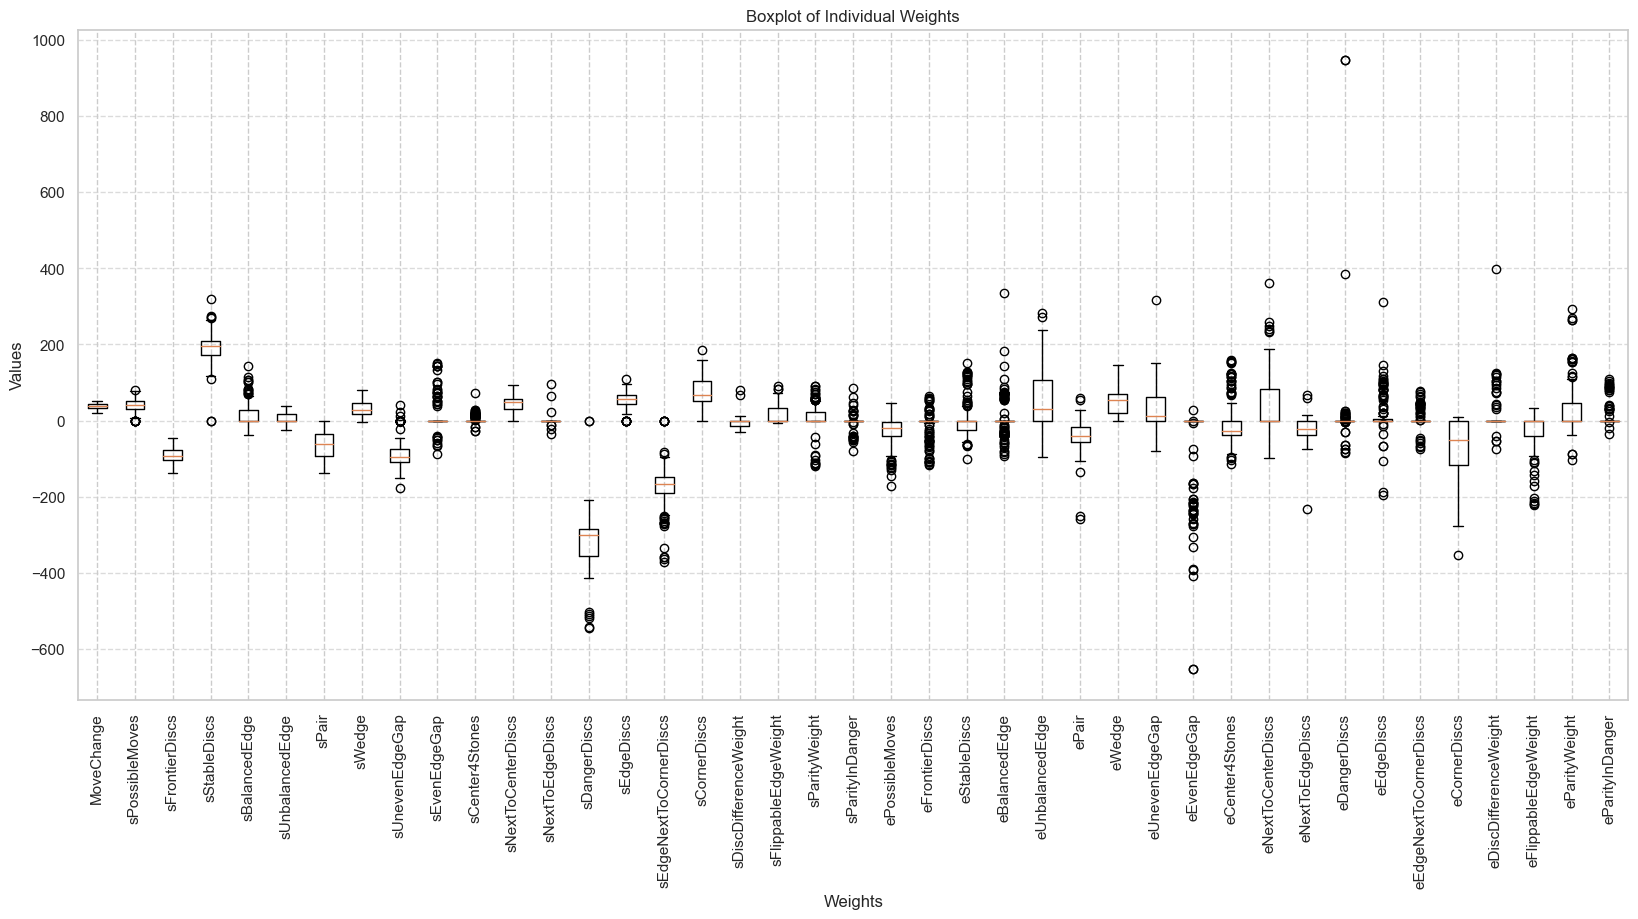 Boxplot of Individual Weights
1000
800
600
400
200
0
−200
−400
−600
Values
MoveChange
sPossibleMoves
sFrontierDiscs
sStableDiscs
sBalancedEdge
sUnbalancedEdge
sPair
sWedge
sUnevenEdgeGap
sEvenEdgeGap
sCenter4Stones
sNextToCenterDiscs
sNextToEdgeDiscs
sDangerDiscs
sEdgeDiscs
sEdgeNextToCornerDiscs
sCornerDiscs
sDiscDifferenceWeight
sFlippableEdgeWeight
sParityWeight
sParityInDanger
ePossibleMoves
eFrontierDiscs
eStableDiscs
eBalancedEdge
eUnbalancedEdge
ePair
eWedge
eUnevenEdgeGap
eEvenEdgeGap
eCenter4Stones
eNextToCenterDiscs
eNextToEdgeDiscs
eDangerDiscs
eEdgeDiscs
eEdgeNextToCornerDiscs
eCornerDiscs
eDiscDifferenceWeight
eFlippableEdgeWeight
eParityWeight
eParityInDanger
Weights